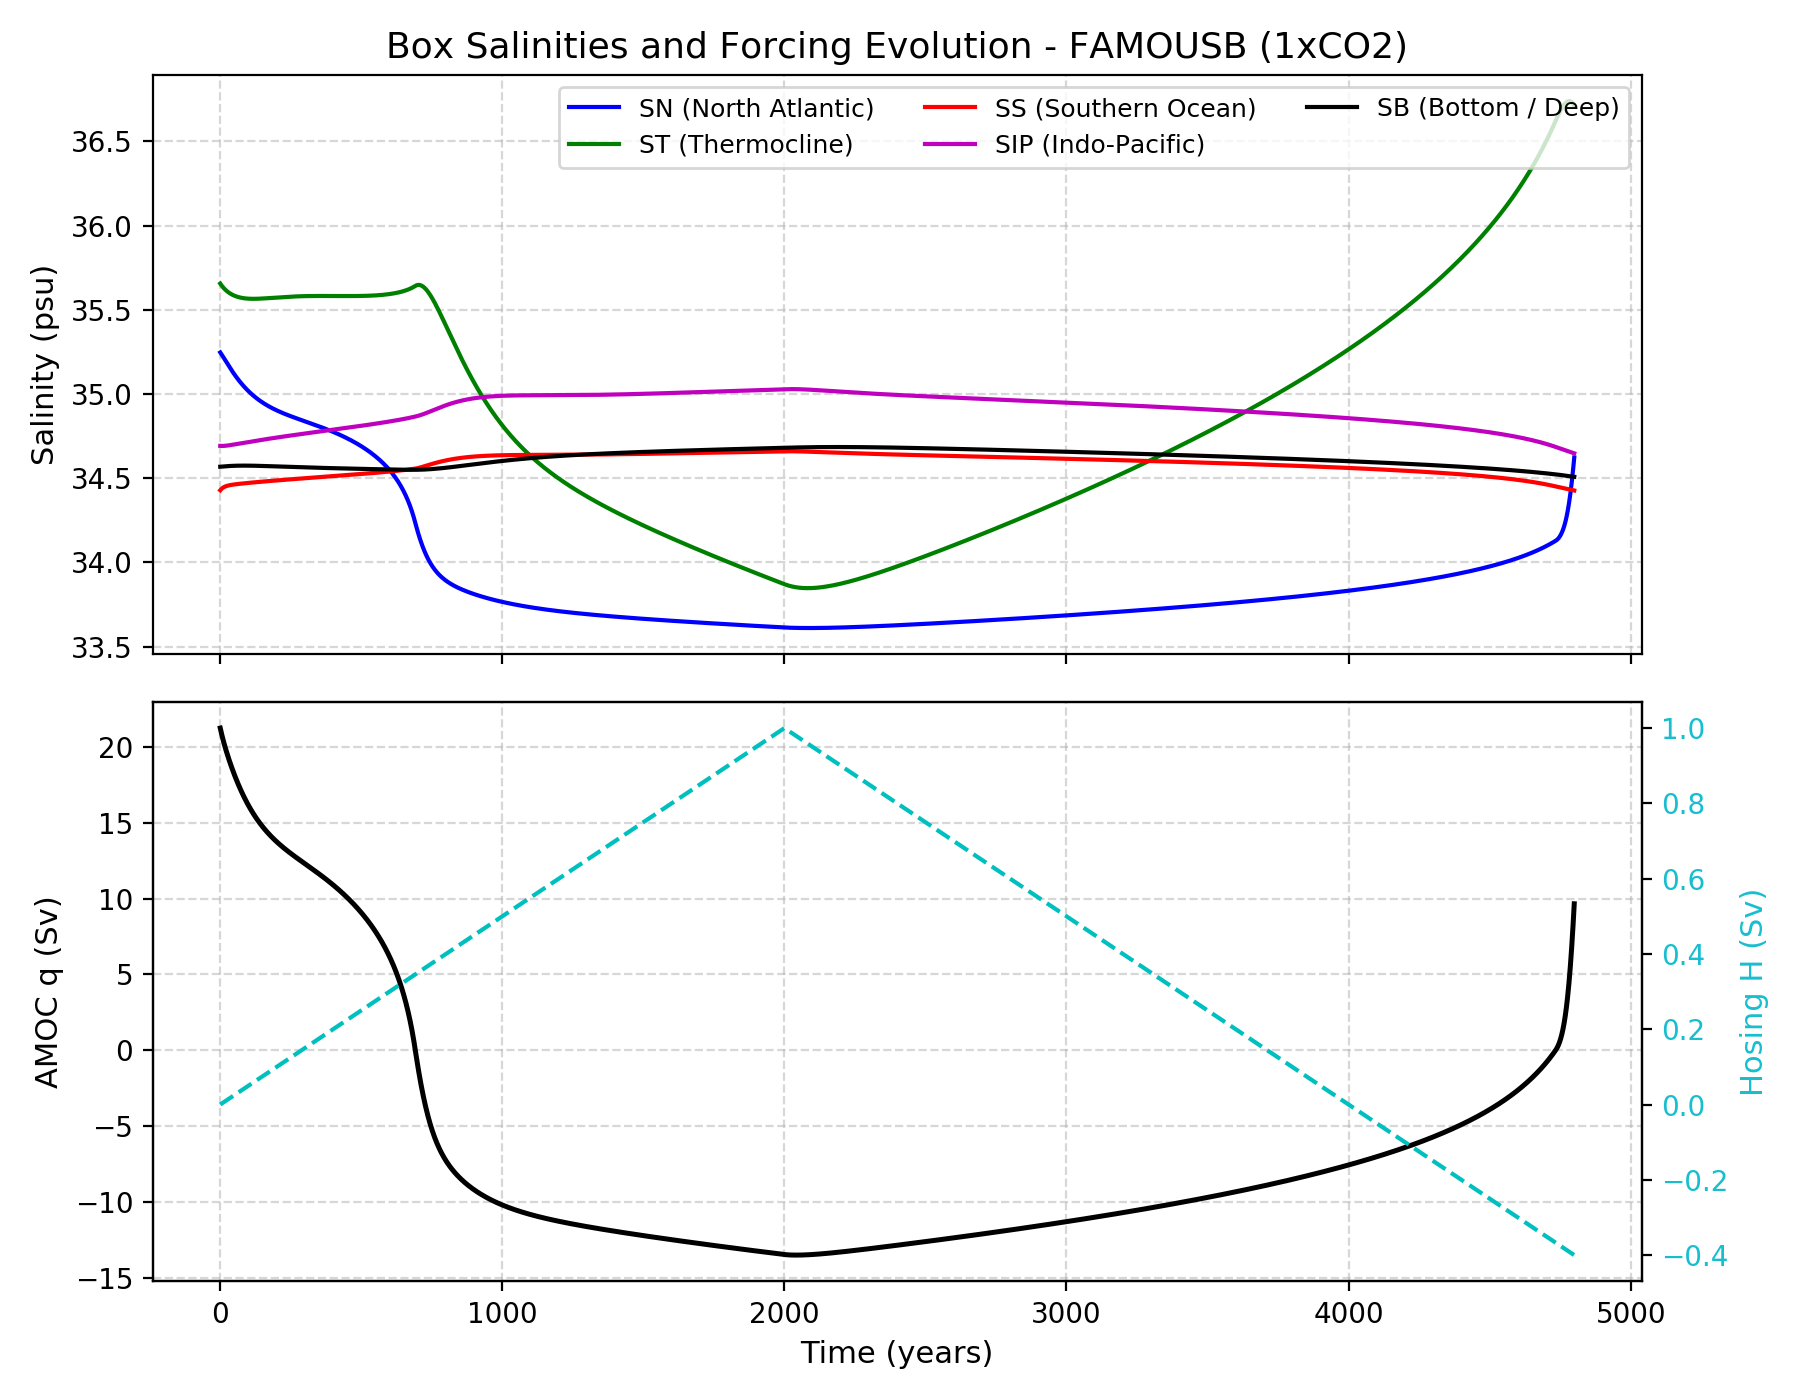 Box Salinities and Forcing Evolution - FAMOUSB (1xCO2)
SN (North Atlantic)
ST (Thermocline)
SS (Southern Ocean)
SIP (Indo-Pacific)
SB (Bottom / Deep)
Salinity (psu)
36.5
36.0
35.5
35.0
34.5
34.0
33.5
AMOC q (Sv)
20
15
10
5
0
−5
−10
−15
1.0
0.8
0.6
0.4
0.2
0.0
−0.2
−0.4
Hosing H (Sv)
0 1000 2000 3000 4000 5000
Time (years)